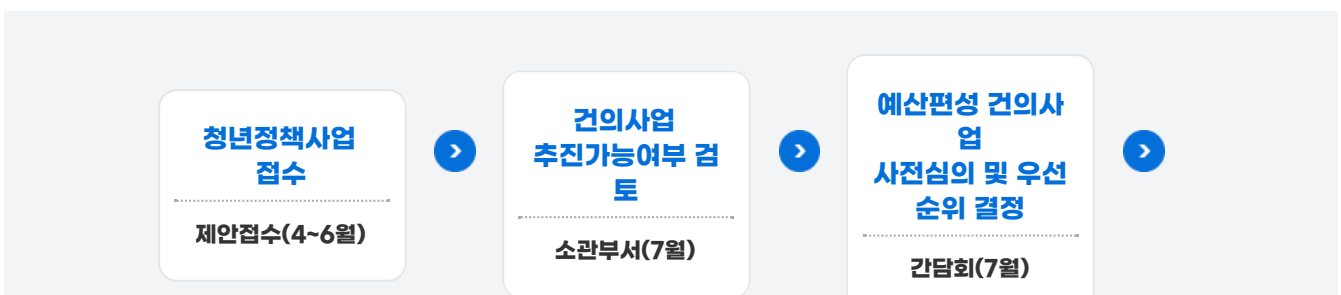 청년정책사업
접수
제안접수(4~6월)
건의사업
추진가능여부 검
토
소관부서(7월)
예산편성 건의사
업
사전심의 및 우선
순위 결정
간담회(7월)